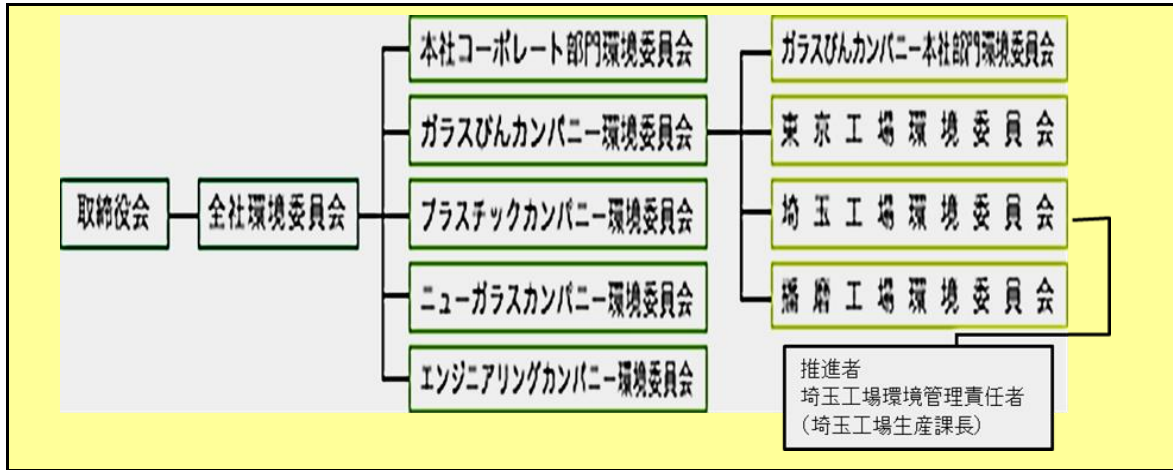 取締役会
全社環境委員会
本社コーポレート部門環境委員会
ガラスびんカンパニー環境委員会
プラスチックカンパニー環境委員会
ニューガラスカンパニー環境委員会
エンジニアリングカンパニー環境委員会
ガラスびんカンパニー本社部門環境委員会
東京工場環境委員会
埼玉工場環境委員会
播磨工場環境委員会
推進者
埼玉工場環境管理責任者
(埼玉工場生産課長)